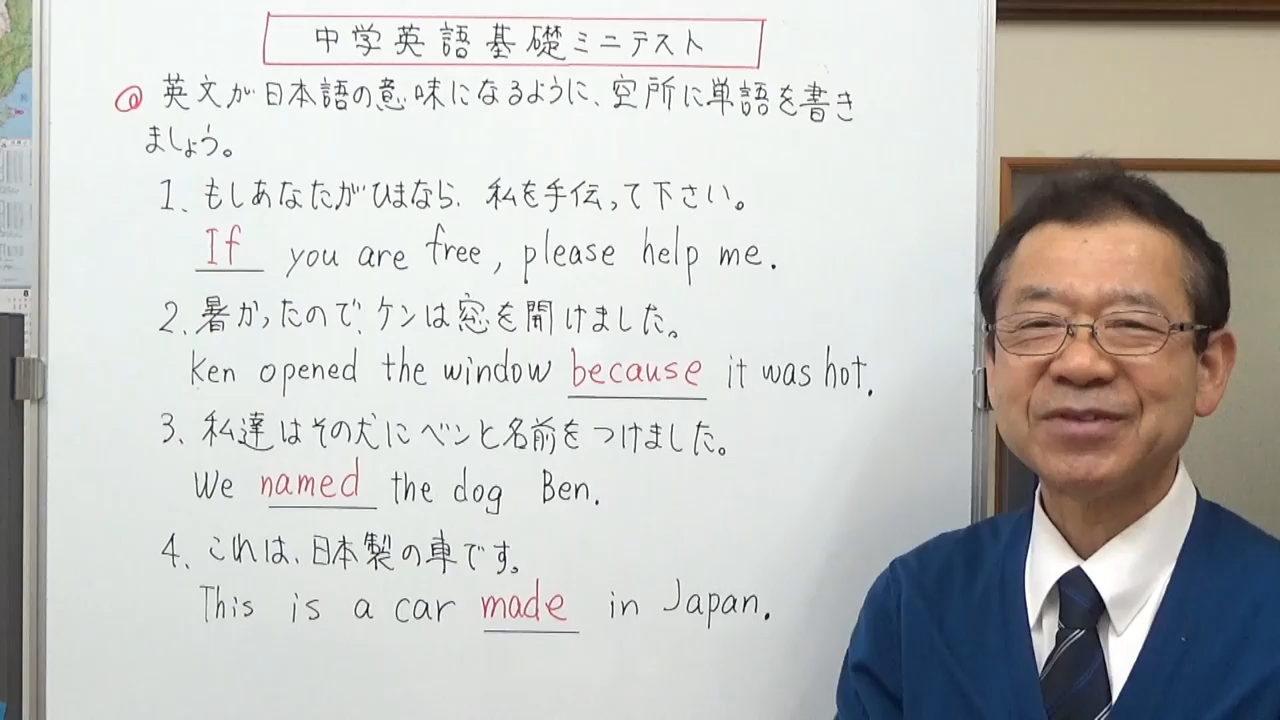 中学英語基礎ミニテスト
◎ 英文が日本語の意味になるように、空所に単語を書き
ましょう。
1、もしあなたがひまなら、私を手伝って下さい。
If you are free, please help me.
2、暑かったので、ケンは窓を開けました。
Ken opened the window because it was hot.
3、私達はその犬にベンと名前をつけました。
We named the dog Ben.
4、これは、日本製の車です。
This is a car made in Japan.